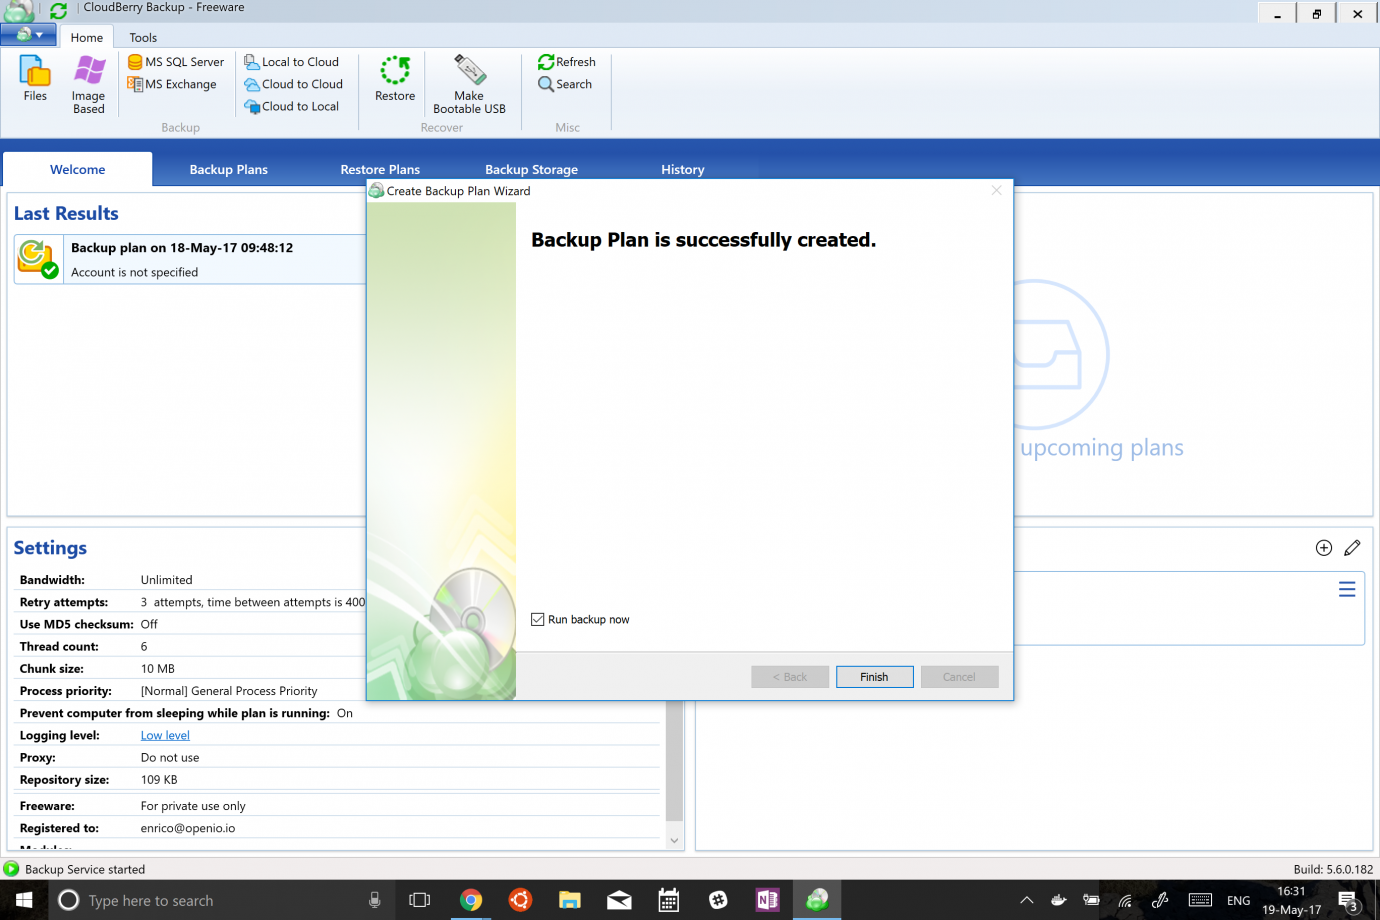 CloudBerry Backup - Freeware
Home
Tools
Files
Image Based
MS SQL Server
MS Exchange
Local to Cloud
Cloud to Cloud
Cloud to Local
Backup
Restore
Make Bootable USB
Recover
Refresh
Search
Misc
Welcome
Backup Plans
Restore Plans
Backup Storage
History
Last Results
Backup plan on 18-May-17 09:48:12
Account is not specified
Create Backup Plan Wizard
Backup Plan is successfully created.
Run backup now
< Back
Finish
Cancel
upcoming plans
Settings
Bandwidth: Unlimited
Retry attempts: 3 attempts, time between attempts is 400
Use MD5 checksum: Off
Thread count: 6
Chunk size: 10 MB
Process priority: [Normal] General Process Priority
Prevent computer from sleeping while plan is running: On
Logging level: Low level
Proxy: Do not use
Repository size: 109 KB
Freeware: For private use only
Registered to: enrico@openio.io
Backup Service started
Build: 5.6.0.182
Type here to search
N
ENG
16:31
19-May-17
3